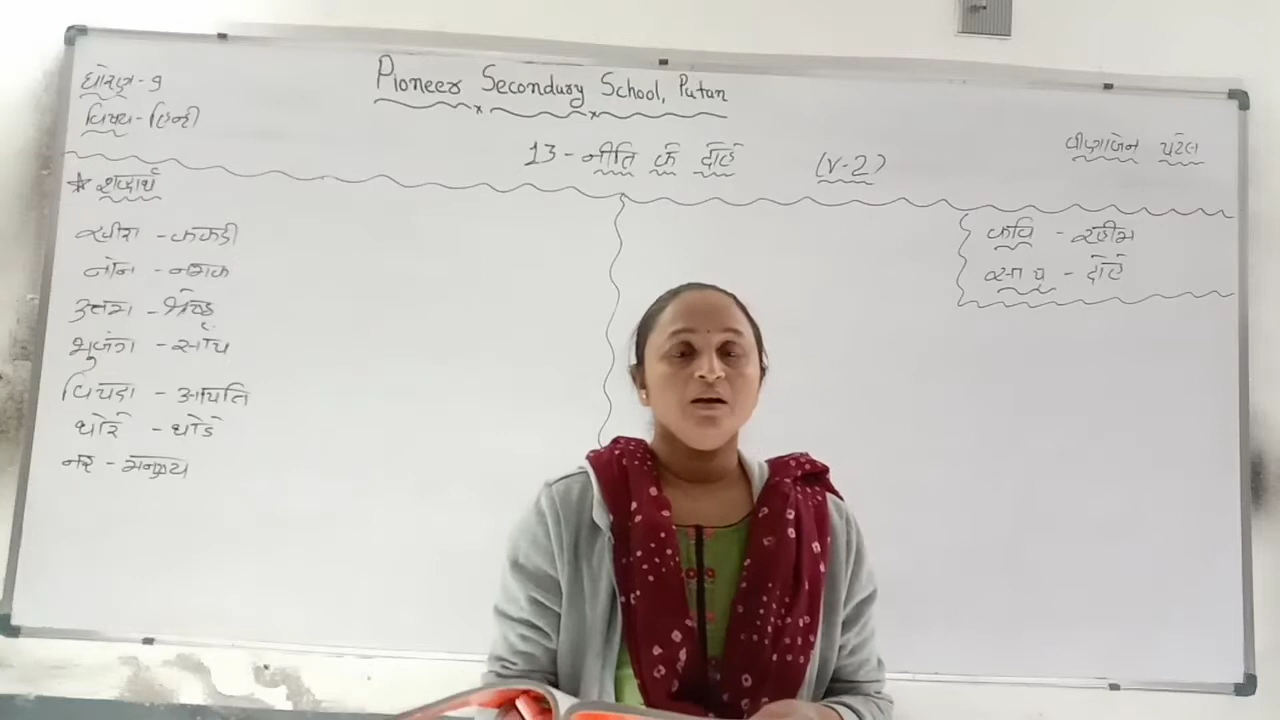 Pioneer Secondary School, Patan
धोरण - 9
विषय - हिन्दी
13 - नीति के दोहे (V-2)
पटेल
* शब्दार्थ
खीरा - ककडी
नोन - नमक
उत्तम - श्रेष्ठ
भुजंग - साँप
विपदा - आपत्ति
थोरे - थोडे
नर - मनुष्य
कवि - रहीम
रूप - दोहे